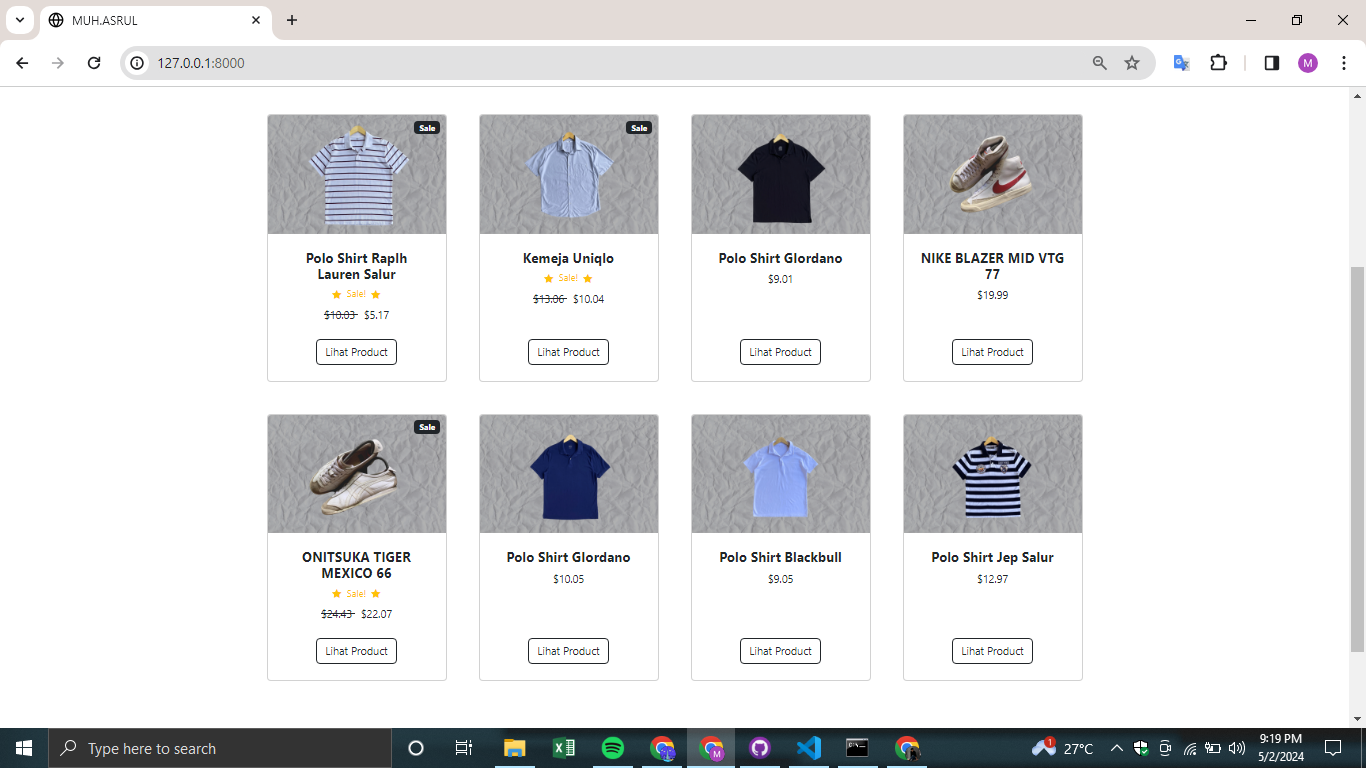 MUH.ASRUL
127.0.0.1:8000
M
Sale
Sale
Polo Shirt Raplh
Lauren Salur
Sale!
$10.03 $5.17
Lihat Product
Kemeja Uniqlo
Sale!
$13.06 $10.04
Lihat Product
Polo Shirt GIordano
$9.01
Lihat Product
NIKE BLAZER MID VTG
77
$19.99
Lihat Product
Sale
ONITSUKA TIGER
MEXICO 66
Sale!
$24.43 $22.07
Lihat Product
Polo Shirt GIordano
$10.05
Lihat Product
Polo Shirt Blackbull
$9.05
Lihat Product
Polo Shirt Jep Salur
$12.97
Lihat Product
Type here to search
M
1
27°C
9:19 PM
5/2/2024